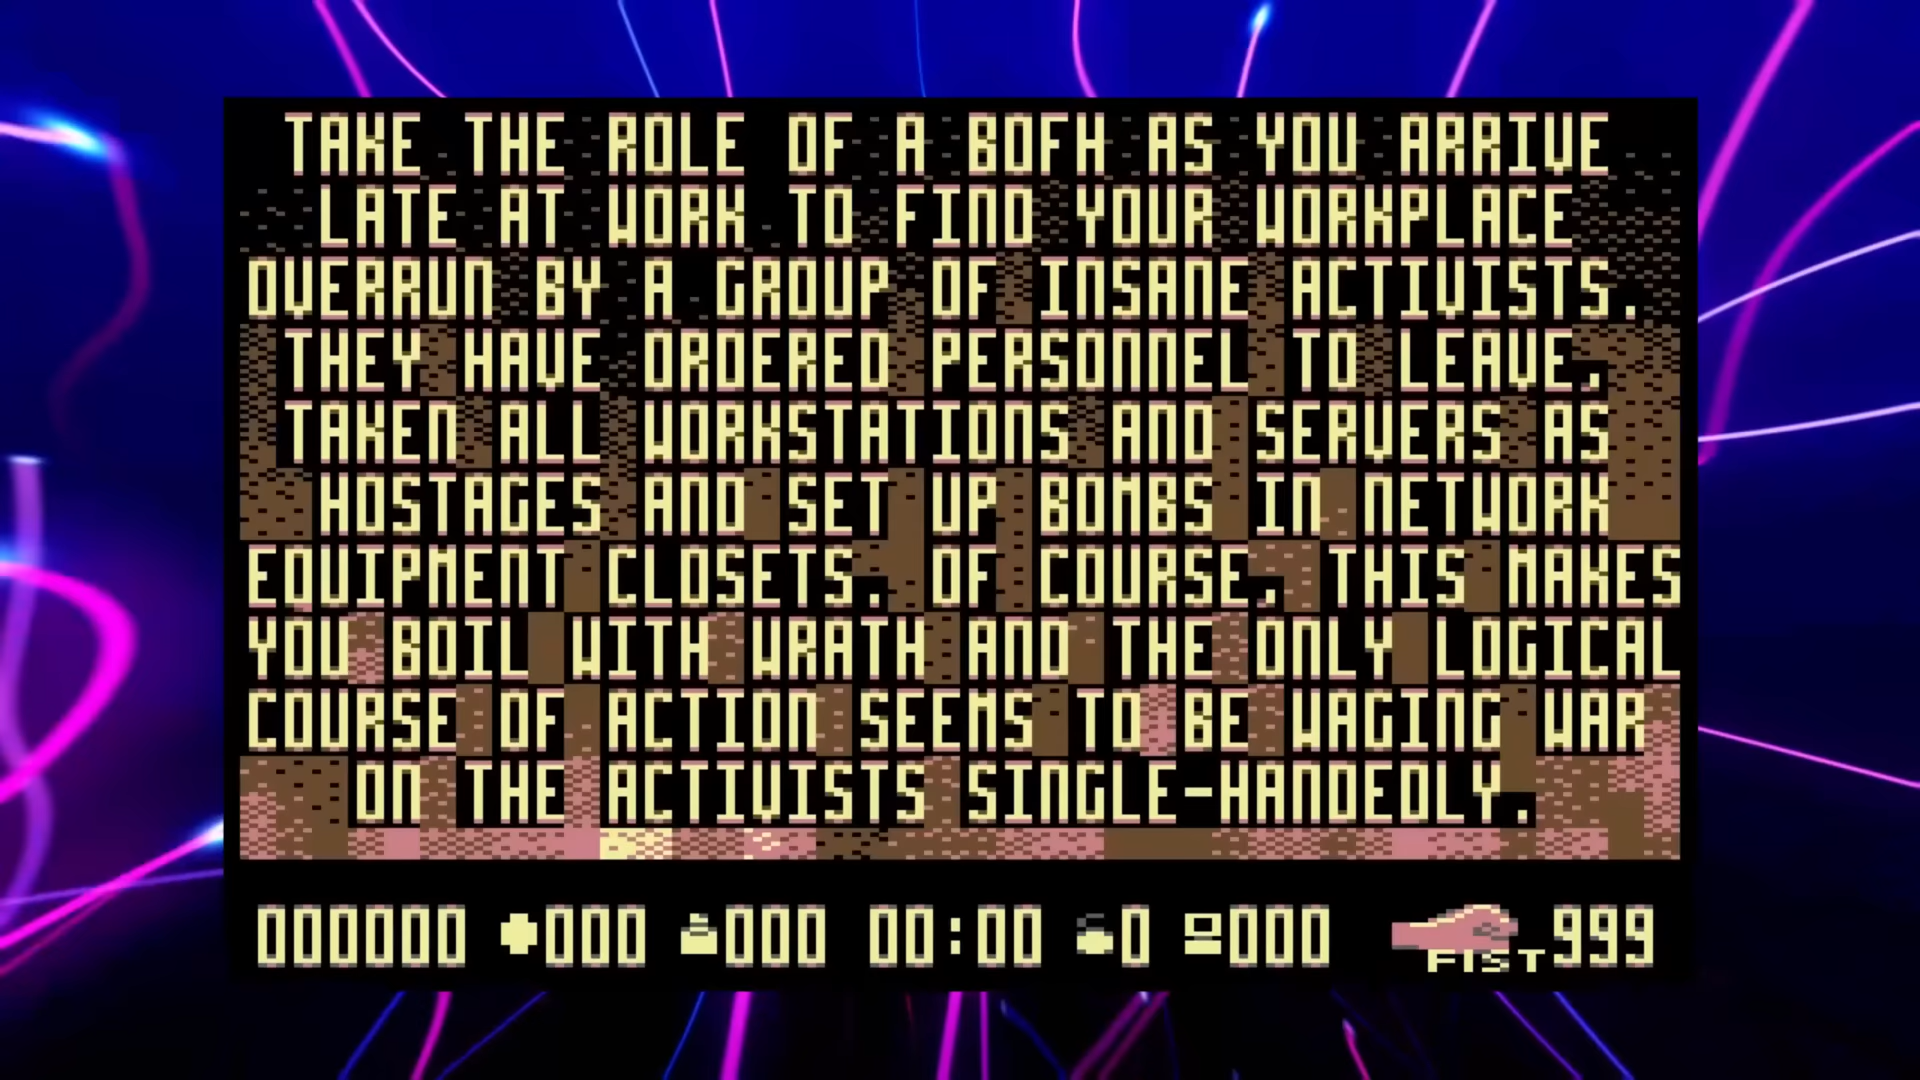 TAKE THE ROLE OF A BOFH AS YOU ARRIVE
LATE AT WORK TO FIND YOUR WORKPLACE
OVERRUN BY A GROUP OF INSANE ACTIVISTS.
THEY HAVE ORDERED PERSONNEL TO LEAVE,
TAKEN ALL WORKSTATIONS AND SERVERS AS
HOSTAGES AND SET UP BOMBS IN NETWORK
EQUIPMENT CLOSETS. OF COURSE, THIS MAKES
YOU BOIL WITH WRATH AND THE ONLY LOGICAL
COURSE OF ACTION SEEMS TO BE WAGING WAR
ON THE ACTIVISTS SINGLE-HANDEDLY.
000000 000 000 00:00 0 000 FIST 999